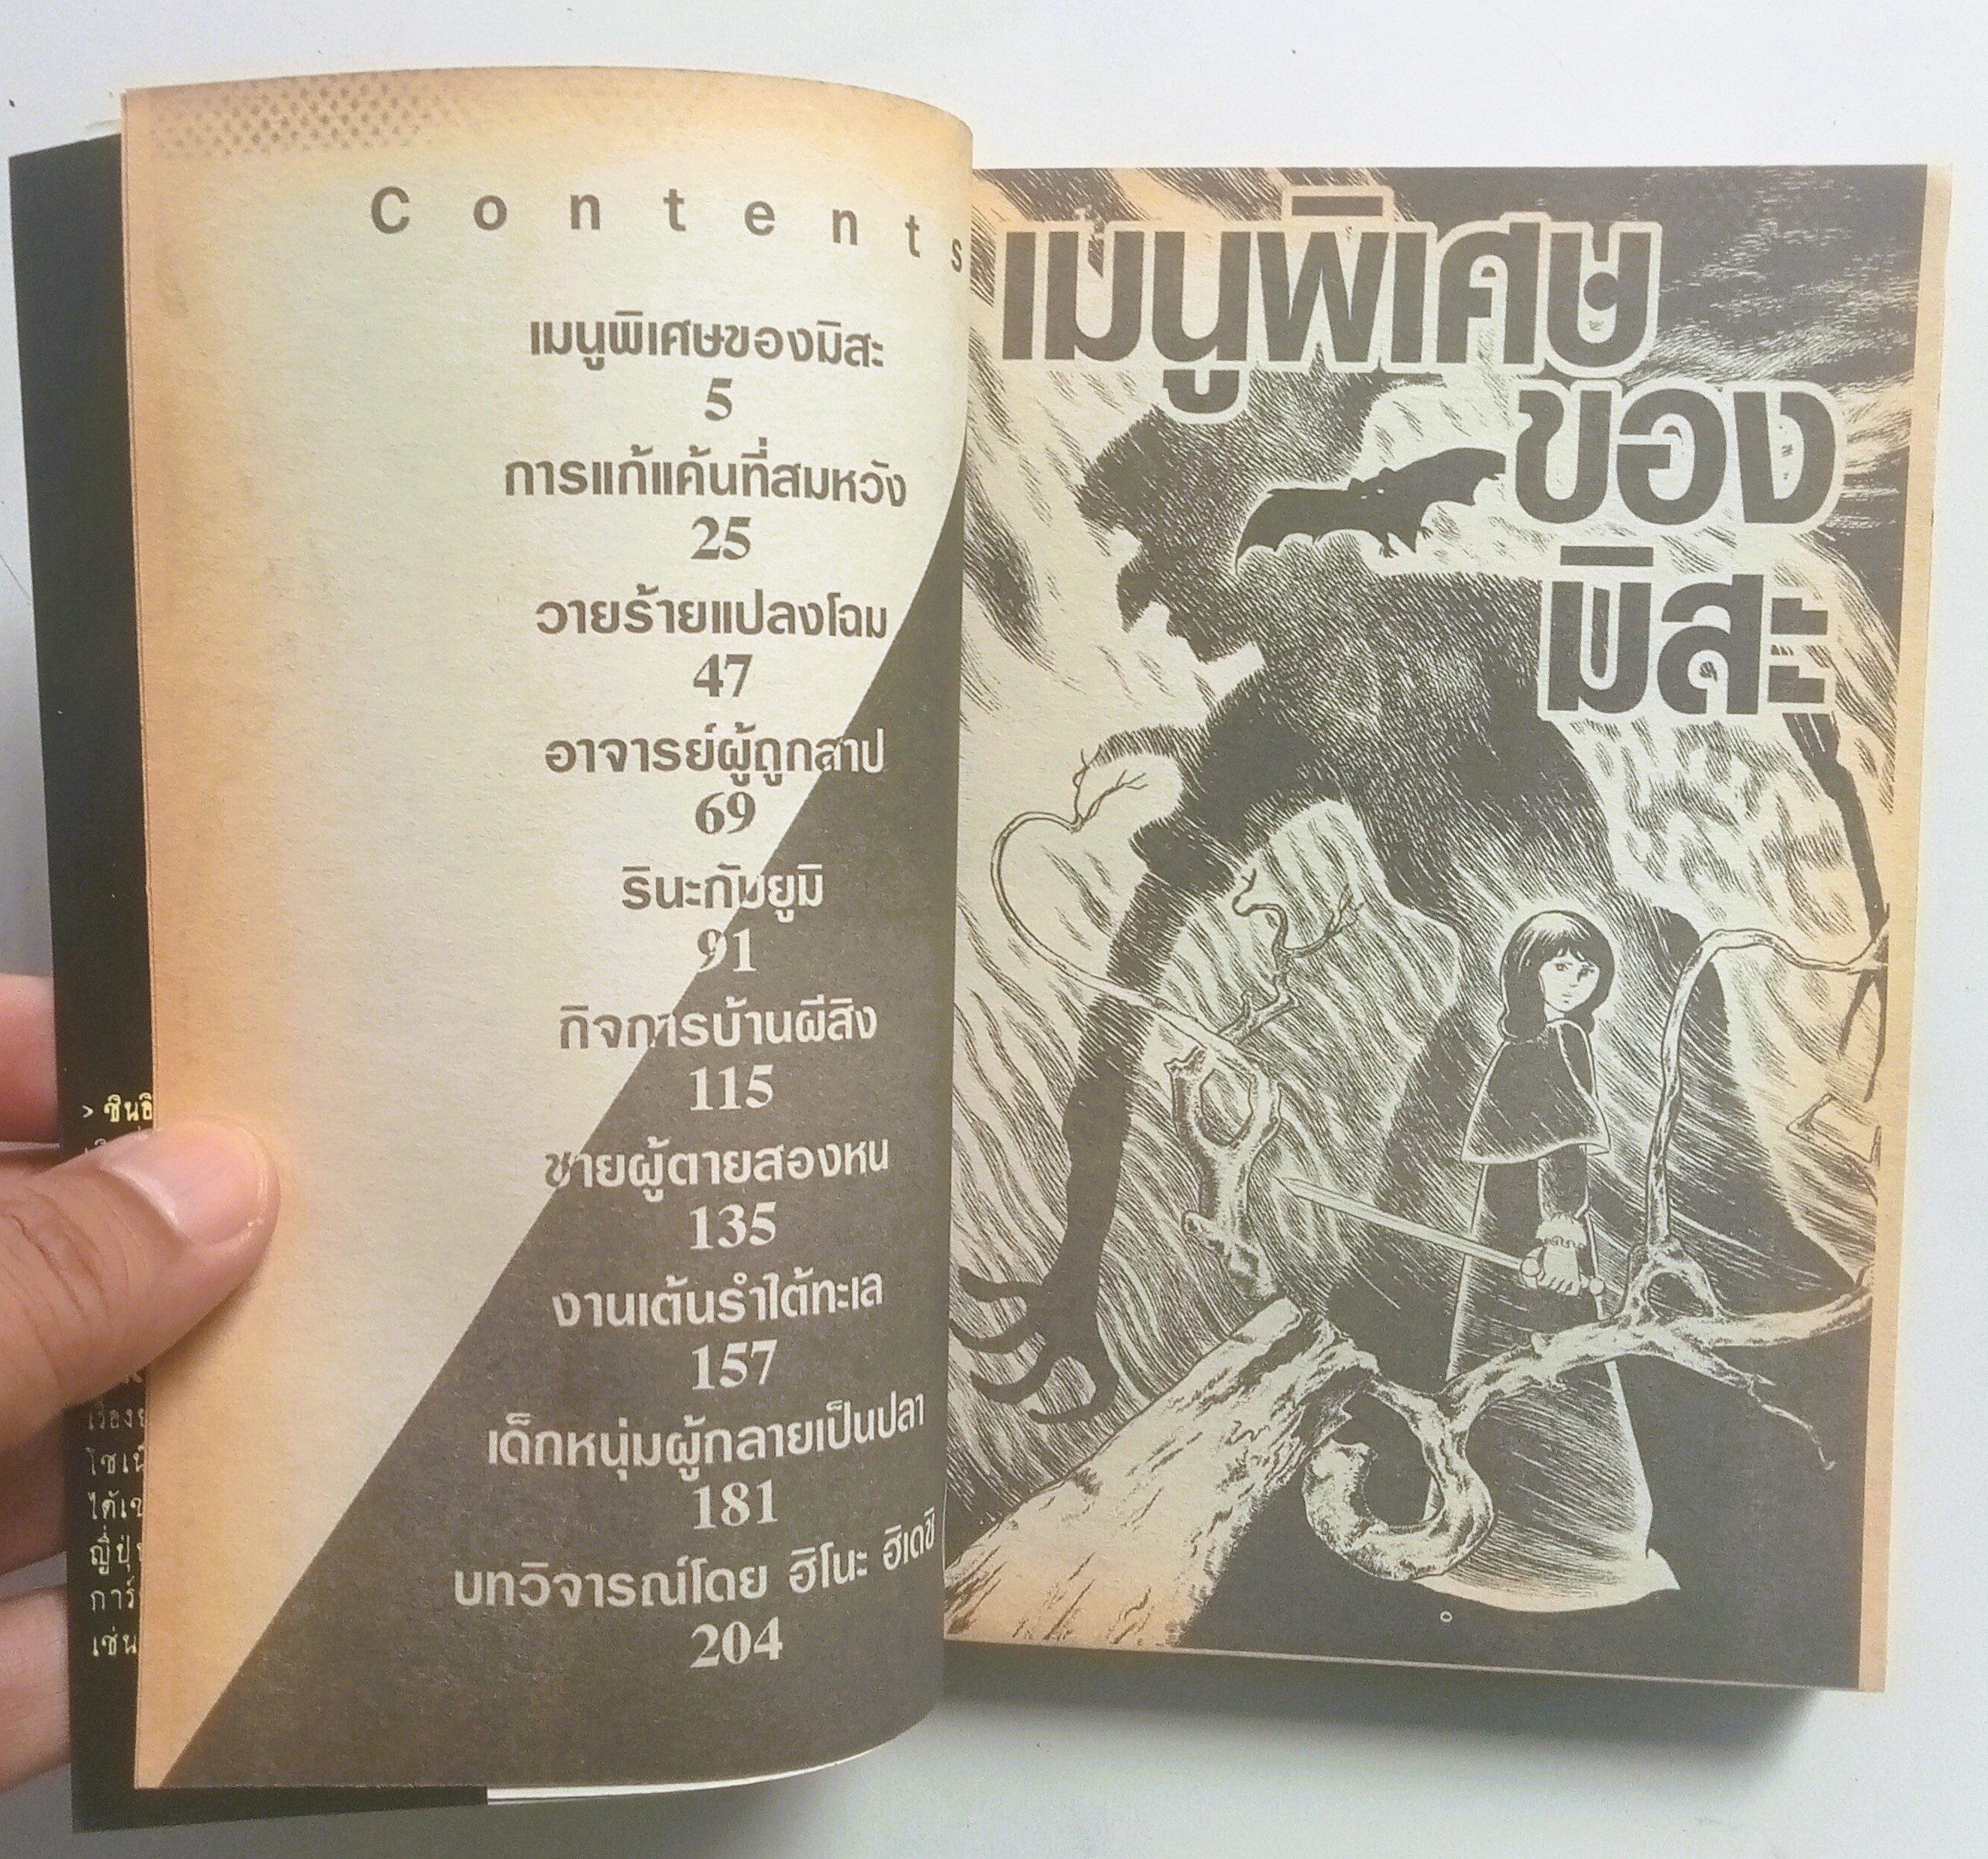 Contents
เมนูพิเศษของมิสะ
5
การแก้แค้นที่สมหวัง
25
วายร้ายแปลงโฉม
47
อาจารย์ผู้ถูกสาป
69
รินะกับยูมิ
91
กิจการบ้านผีสิง
115
ชายผู้ตายสองหน
135
งานเต้นรำใต้ทะเล
157
เด็กหนุ่มผู้กลายเป็นปลา
181
บทวิจารณ์โดย ฮิโนะ ฮิเดชิ
204
เมนูพิเศษ
ของ
มิสะ